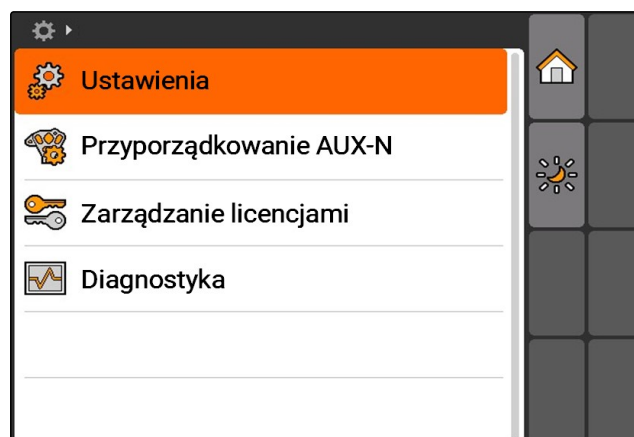 Ustawienia
Przyporządkowanie AUX-N
Zarządzanie licencjami
Diagnostyka